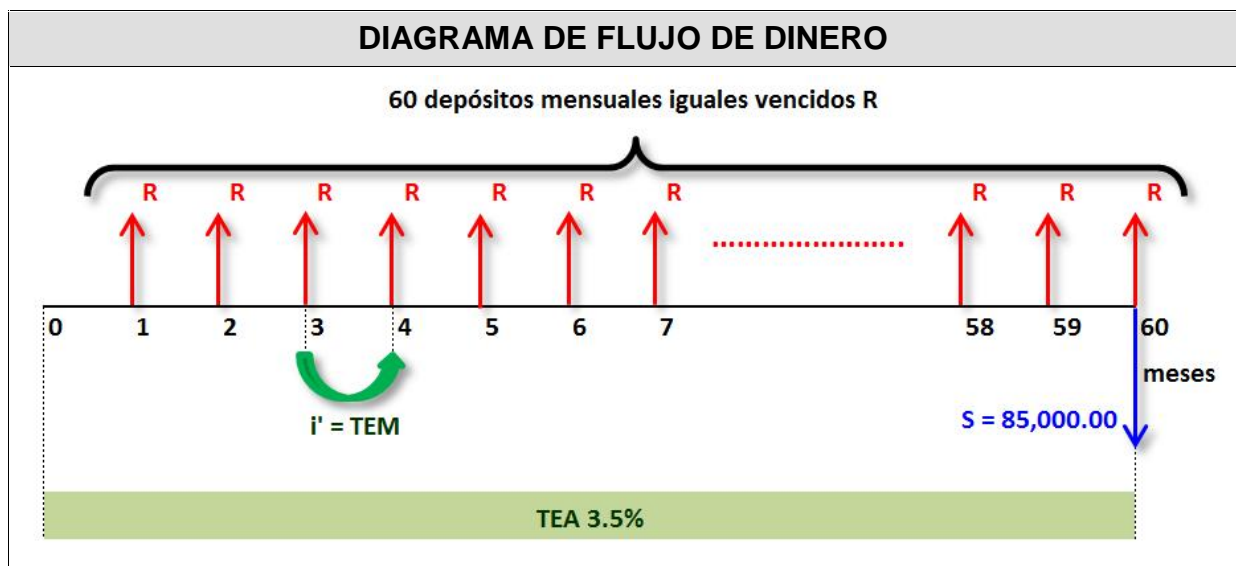 DIAGRAMA DE FLUJO DE DINERO
60 depósitos mensuales iguales vencidos R
R R R R R R R R R R
.......................
0 1 2 3 4 5 6 7 58 59 60
meses
i' = TEM
S = 85,000.00
TEA 3.5%